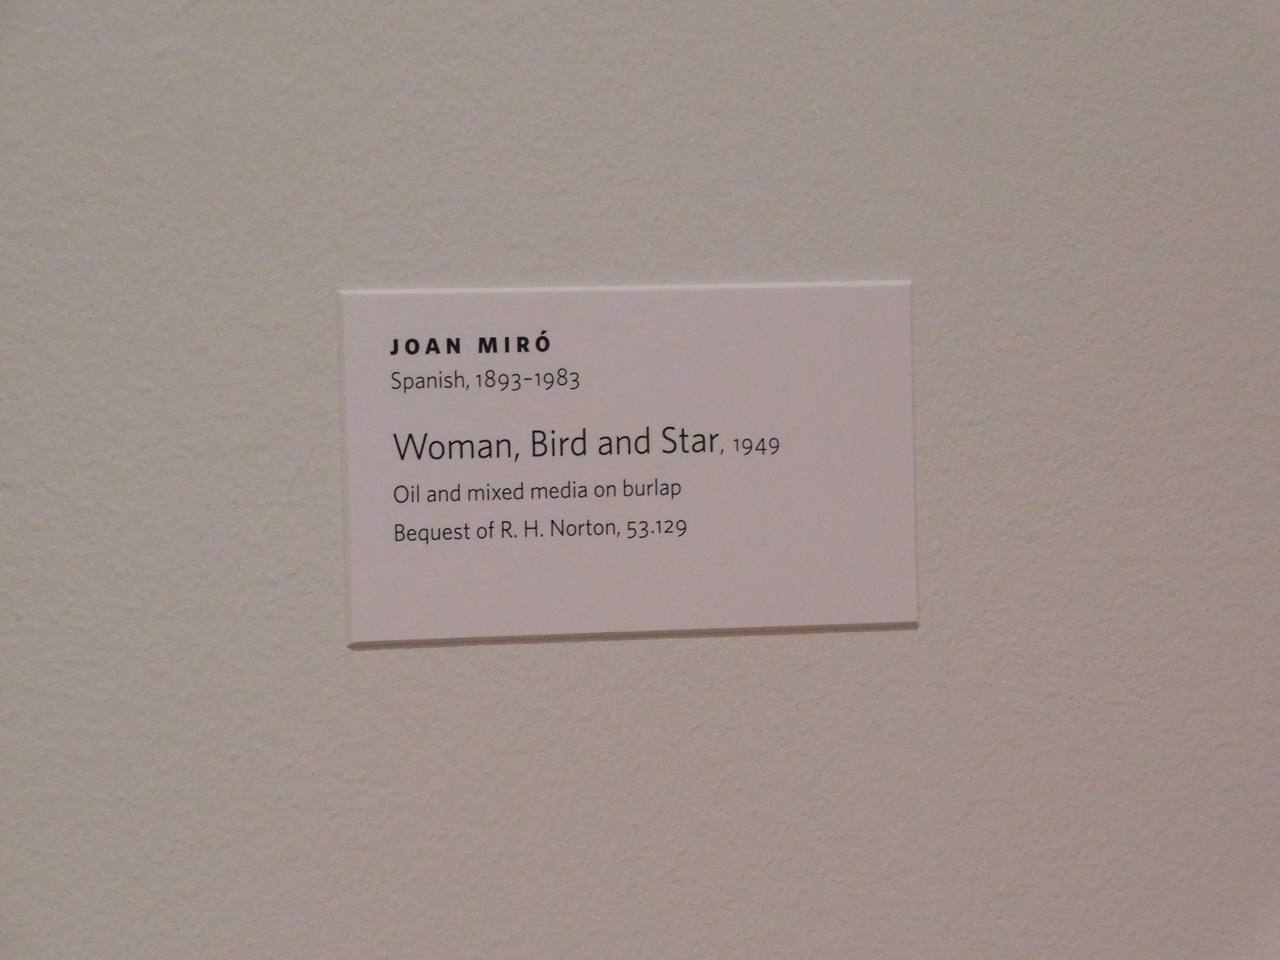 JOAN MIRÓ
Spanish, 1893–1983
Woman, Bird and Star, 1949
Oil and mixed media on burlap
Bequest of R. H. Norton, 53.129